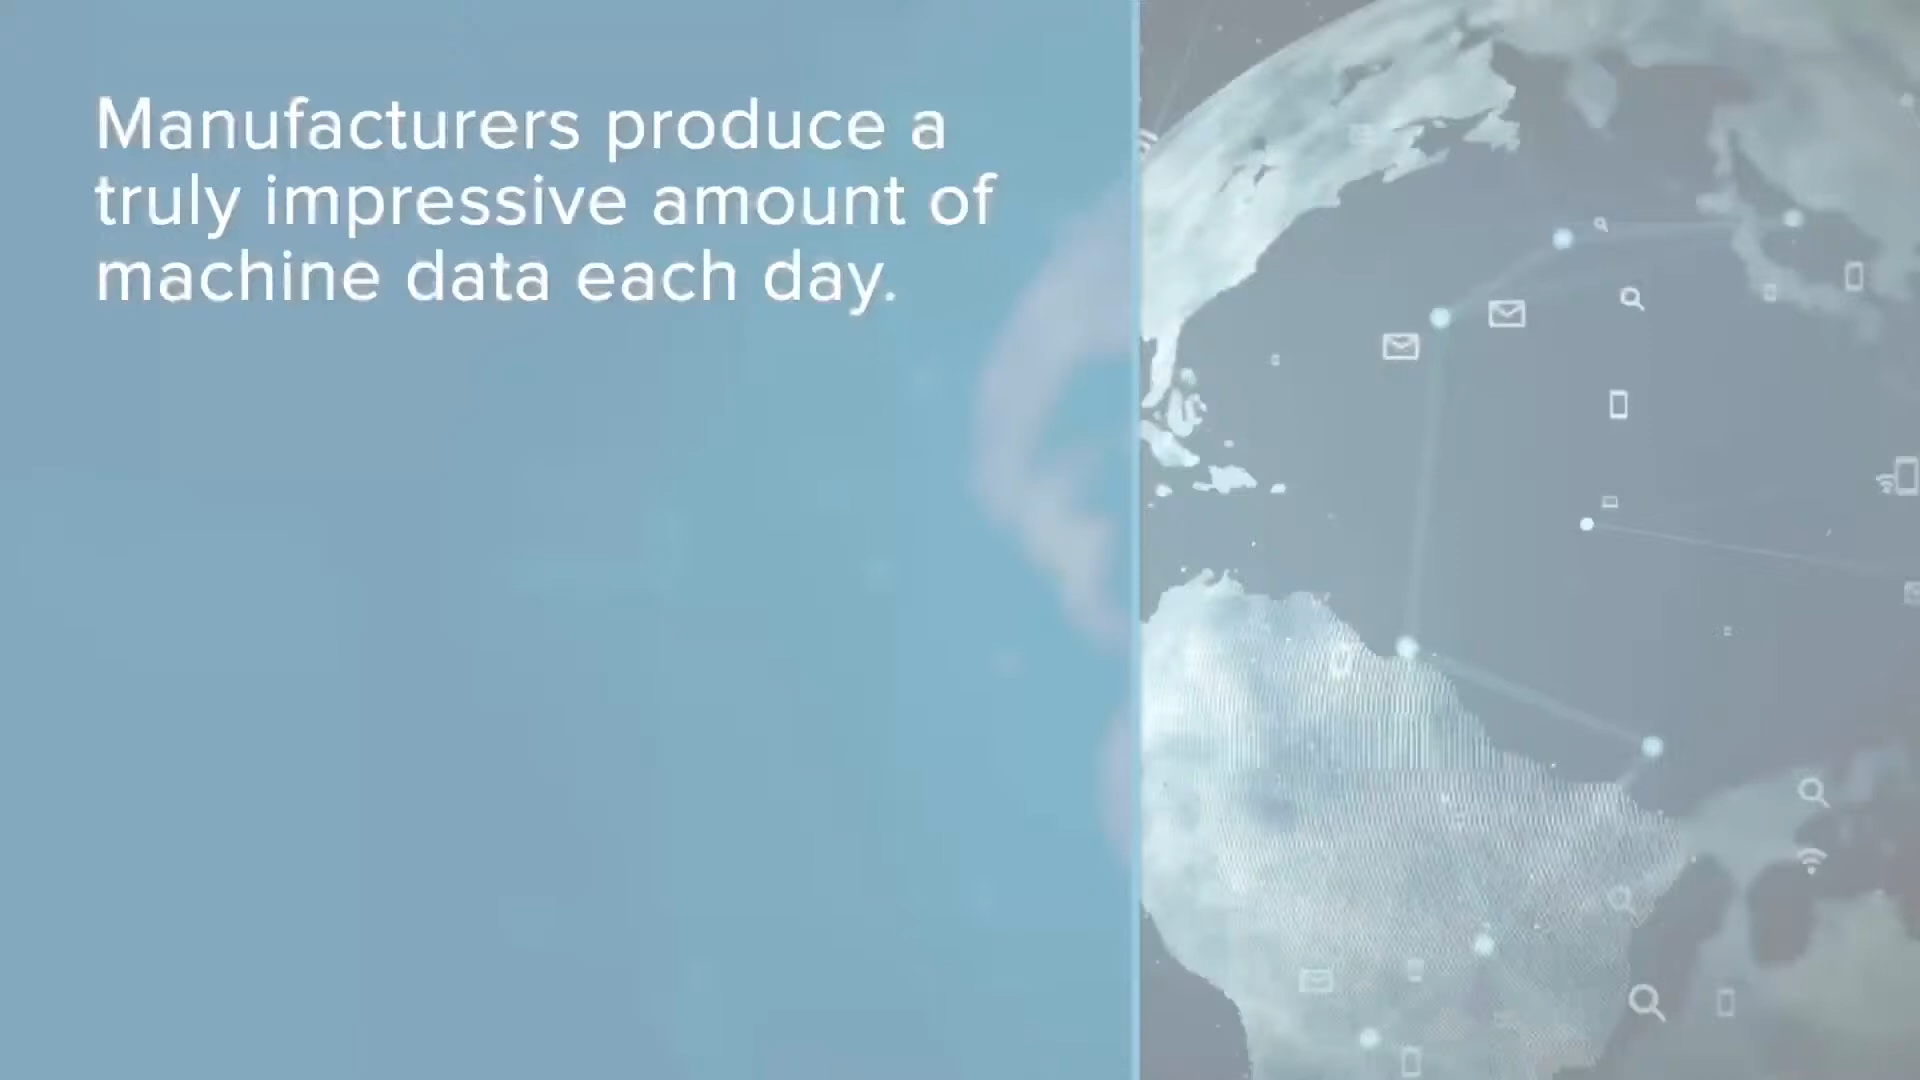 Manufacturers produce a
truly impressive amount of
machine data each day.